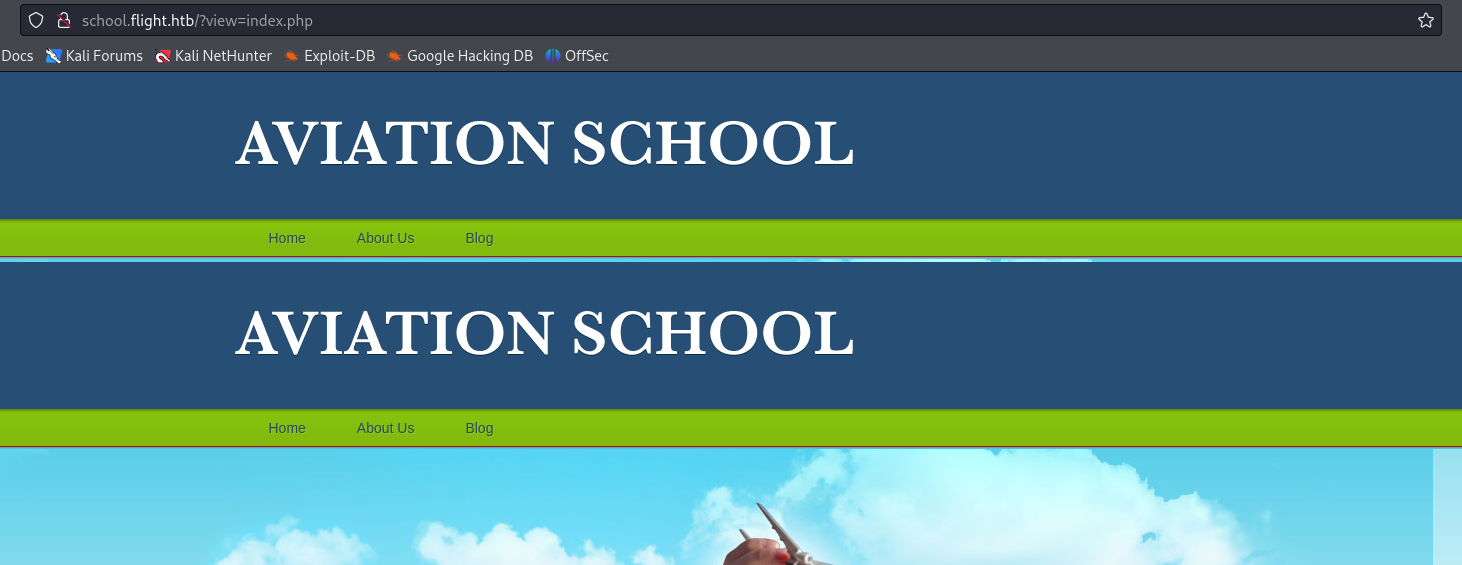 school.flight.htb/?view=index.php
Docs Kali Forums Kali NetHunter Exploit-DB Google Hacking DB OffSec
AVIATION SCHOOL
Home About Us Blog
AVIATION SCHOOL
Home About Us Blog